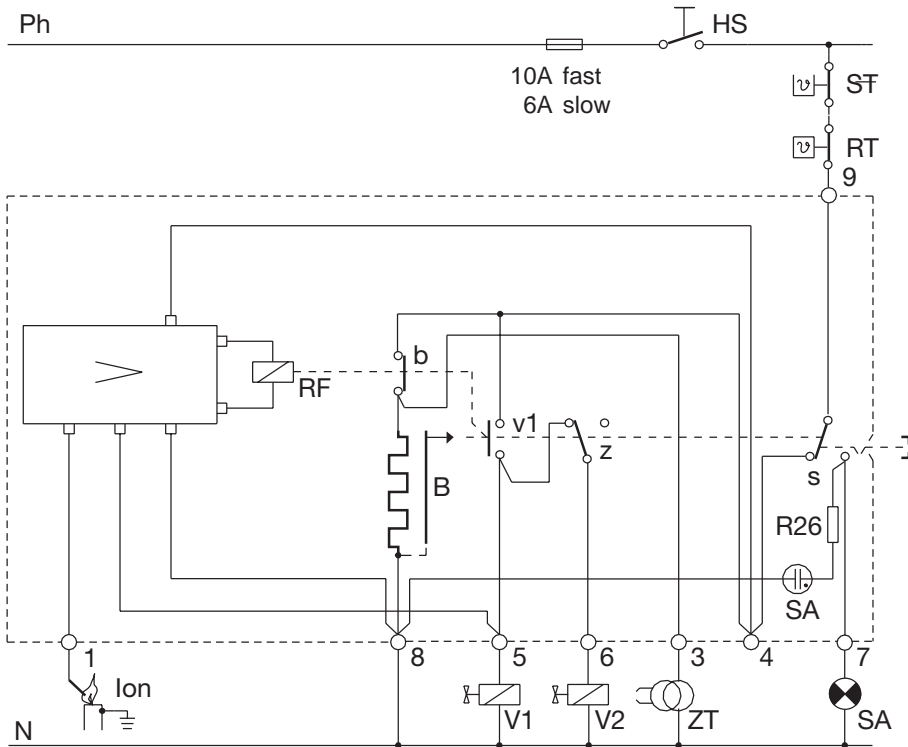 Ph
HS
10A fast
6A slow
ST
RT
9
b
RF
v1
z
s
B
R26
SA
1
8
5
6
3
4
7
Ion
V1
V2
ZT
SA
N